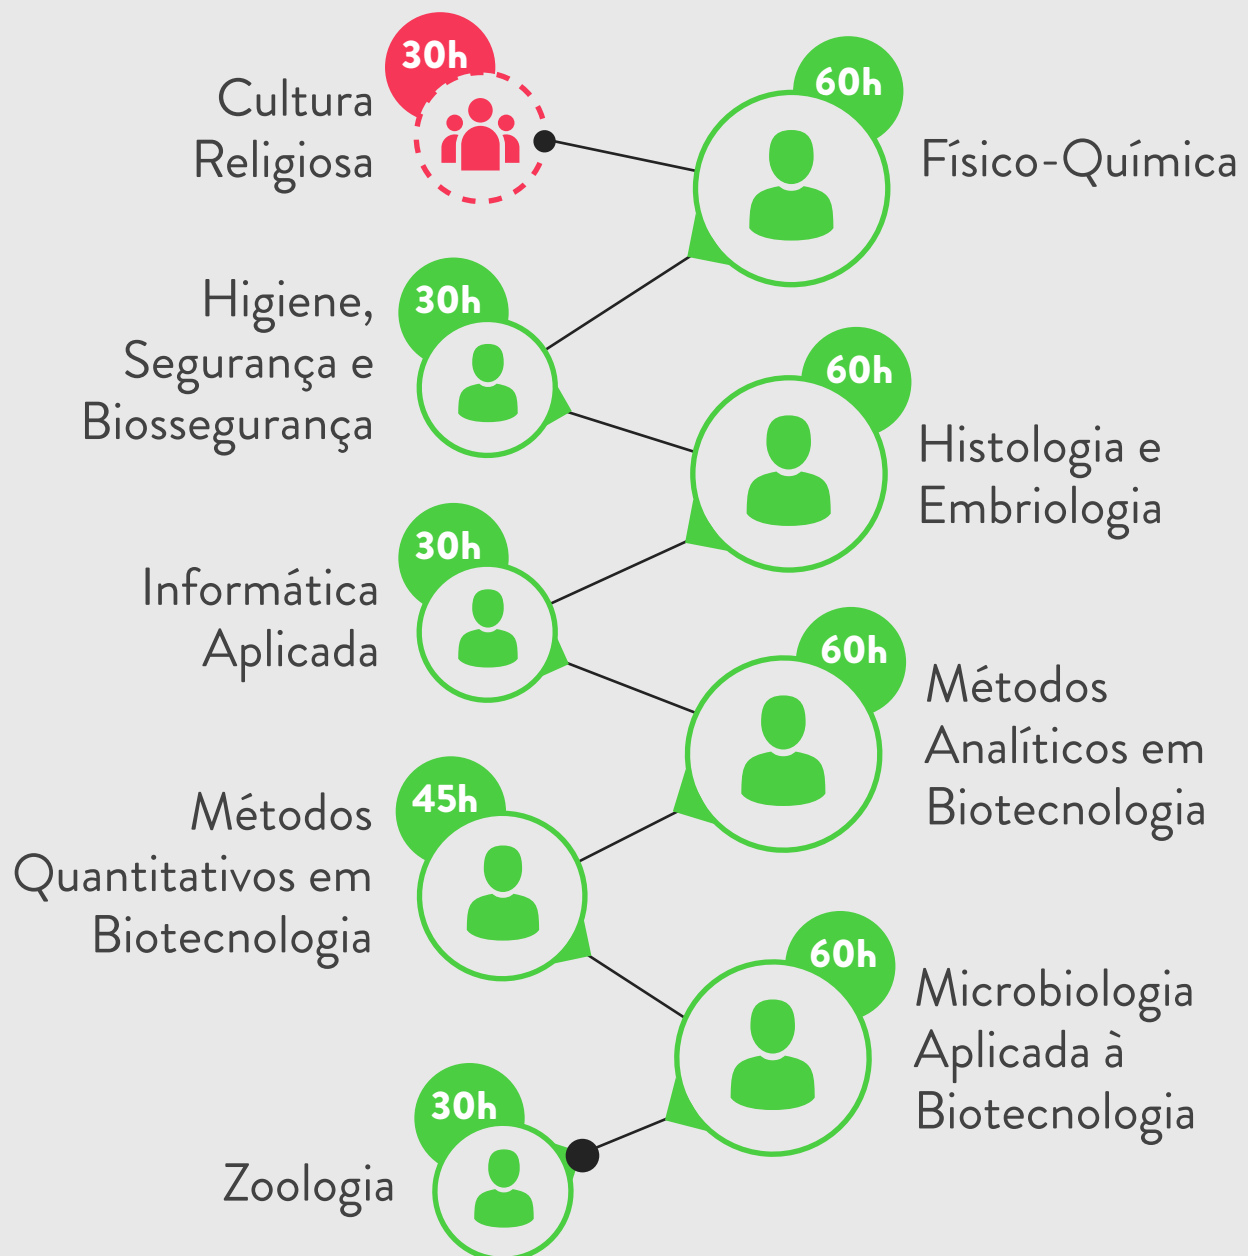 30h
Cultura
Religiosa
60h
Físico-Química
30h
Higiene,
Segurança e
Biossegurança
60h
Histologia e
Embriologia
30h
Informática
Aplicada
60h
Métodos
Analíticos em
Biotecnologia
45h
Métodos
Quantitativos em
Biotecnologia
60h
Microbiologia
Aplicada à
Biotecnologia
30h
Zoologia